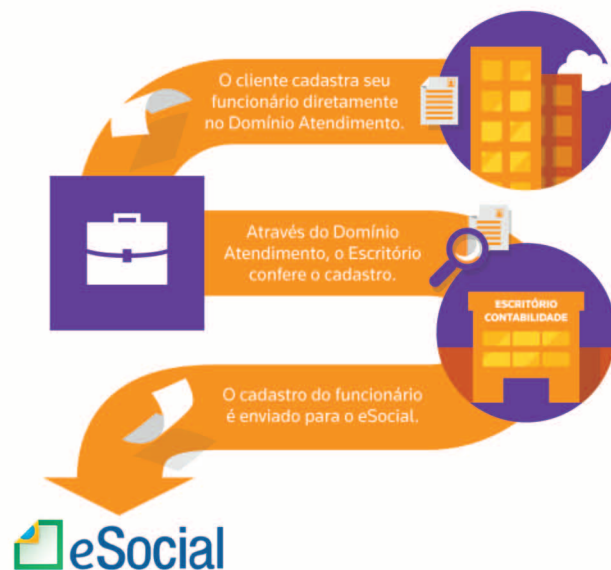 O cliente cadastra seu
funcionário diretamente
no Domínio Atendimento.
Através do Domínio
Atendimento, o Escritório
confere o cadastro.
ESCRITÓRIO
CONTABILIDADE
O cadastro do funcionário
é enviado para o eSocial.
eSocial